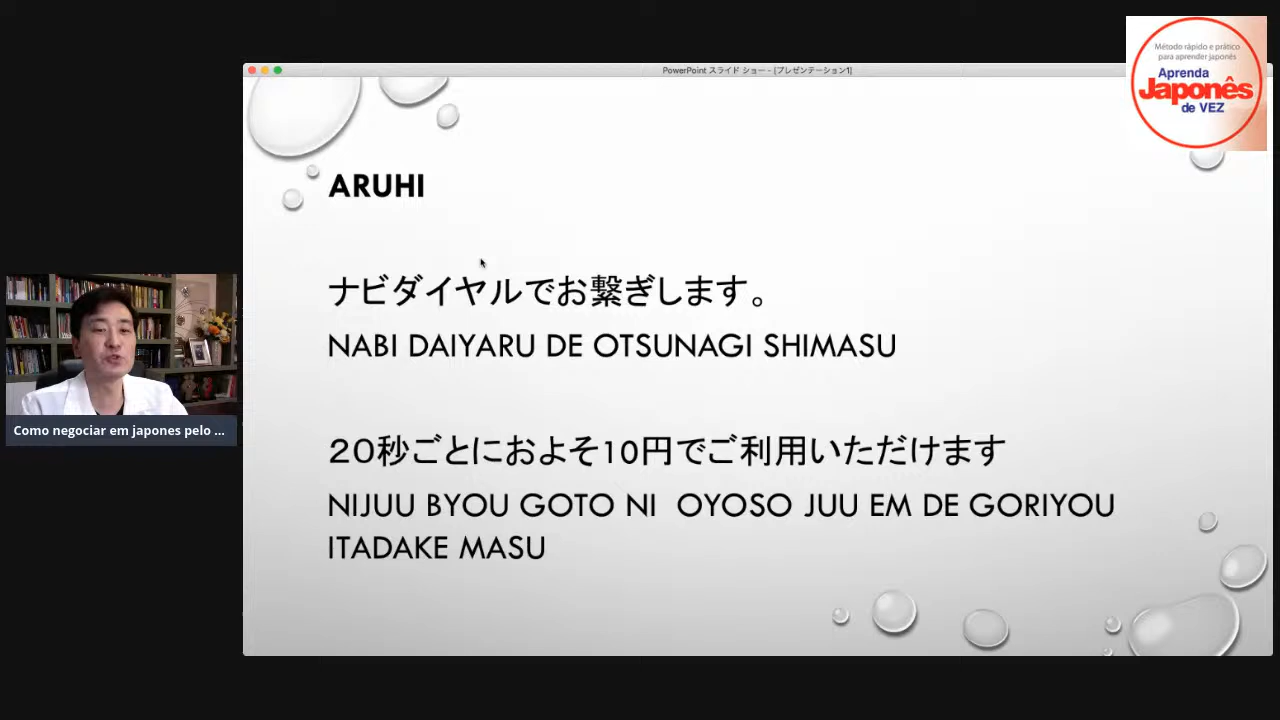 PowerPoint スライド ショー - [プレゼンテーション1]
Método rápido e prático
para aprender japonês
Aprenda
Japonês
de VEZ
ARUHI
ナビダイヤルでお繋ぎします。
NABI DAIYARU DE OTSUNAGI SHIMASU
２０秒ごとにおよそ10円でご利用いただけます
NIJUU BYOU GOTO NI OYOSO JUU EM DE GORIYOU
ITADAKE MASU
Como negociar em japones pelo ...